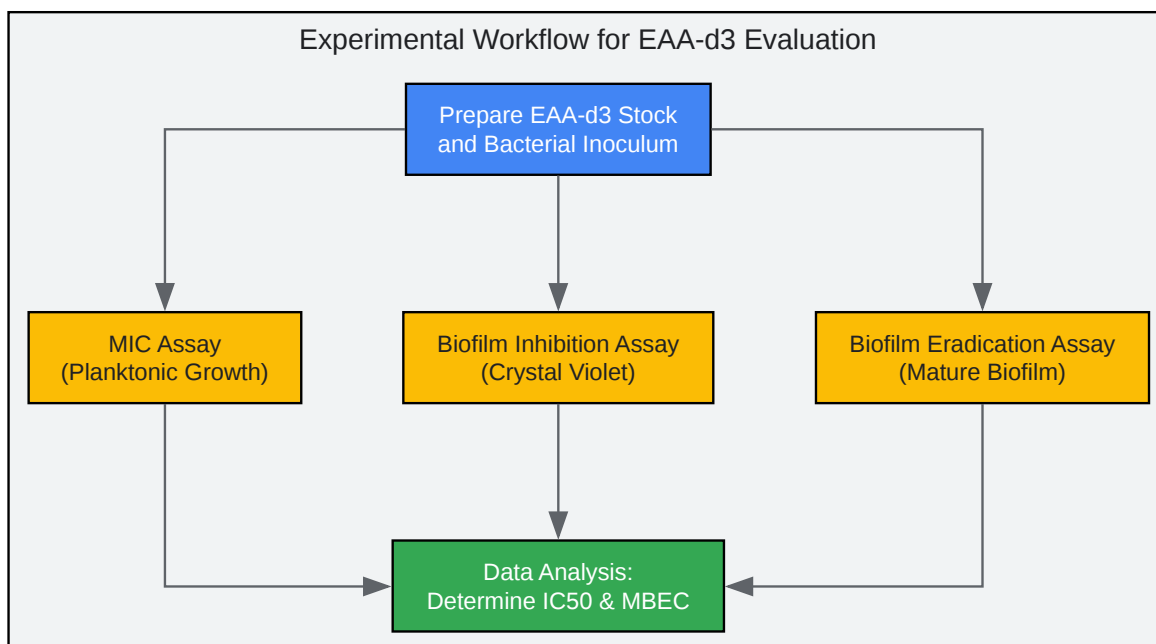 Experimental Workflow for EAA-d3 Evaluation
Prepare EAA-d3 Stock
and Bacterial Inoculum
MIC Assay
(Planktonic Growth)
Biofilm Inhibition Assay
(Crystal Violet)
Biofilm Eradication Assay
(Mature Biofilm)
Data Analysis:
Determine IC50 & MBEC